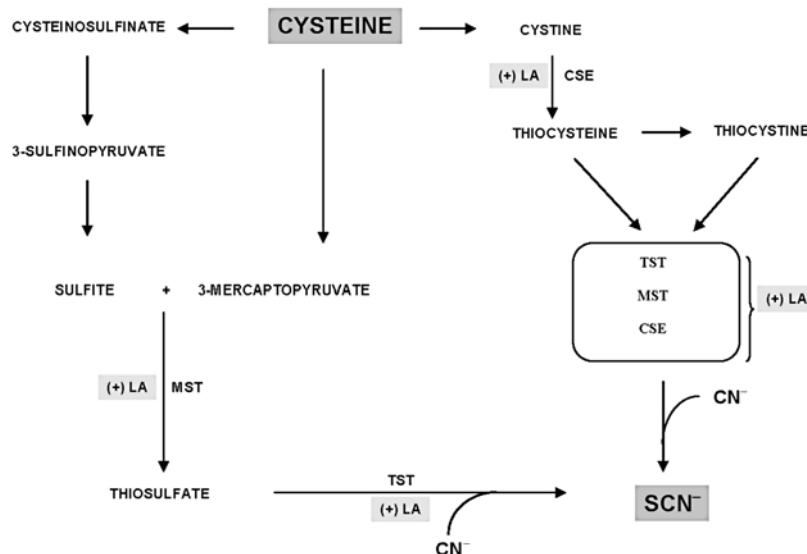 CYSTEINOSULFINATE
CYSTEINE
CYSTINE
(+) LA
CSE
3-SULFINOPYRUVATE
THIOCYSTEINE
THIOCYSTINE
TST
MST
CSE
(+) LA
SULFITE + 3-MERCAPTOPYRUVATE
(+) LA
MST
CN⁻
THIOSULFATE
TST
(+) LA
CN⁻
SCN⁻